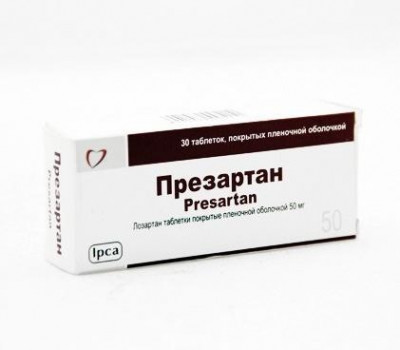 30 таблеток, покрытых пленочной оболочкой
Презартан
Presartan
Лозартан таблетки покрытые пленочной оболочкой 50 мг
50
Презартан
Presartan
Ipca